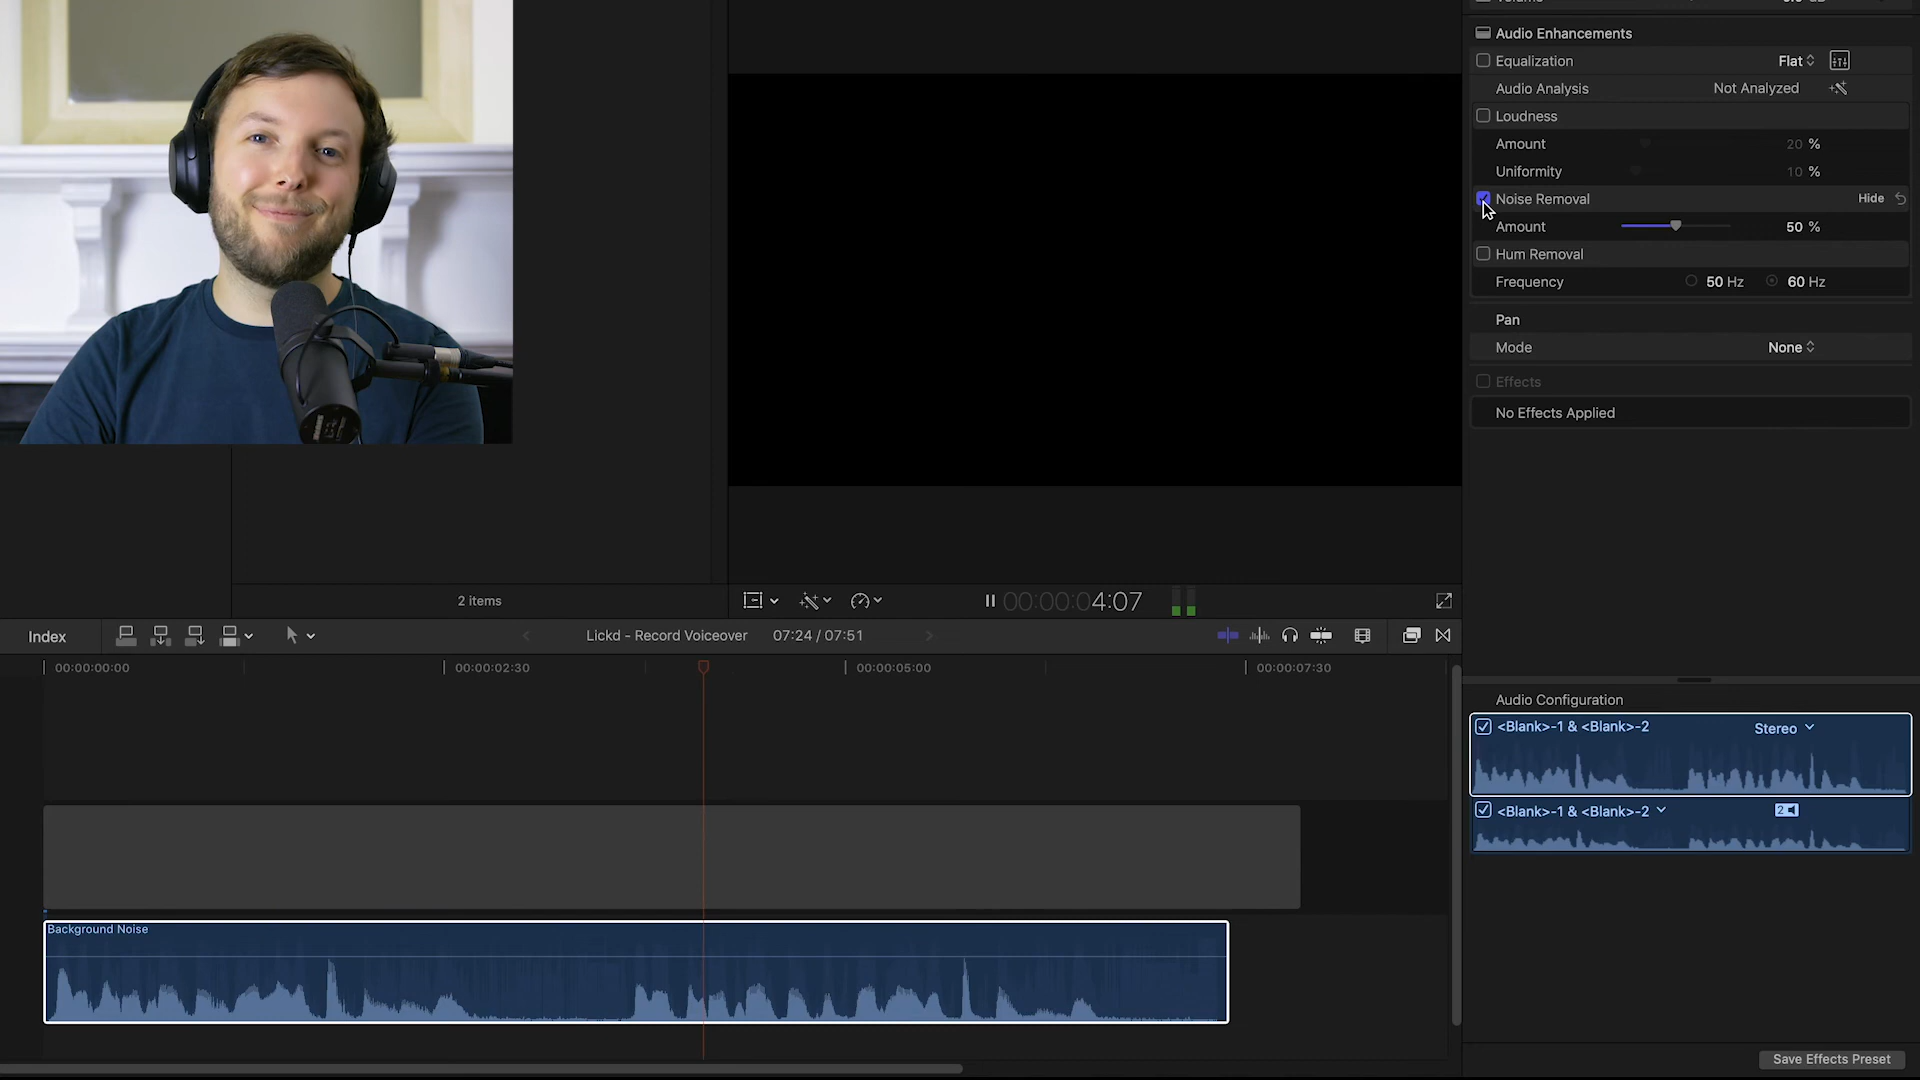 Audio Enhancements
Equalization Flat
Audio Analysis Not Analyzed
Loudness
Amount 20 %
Uniformity 10 %
Noise Removal Hide
Amount 50 %
Hum Removal
Frequency 50 Hz 60 Hz
Pan
Mode None
Effects
No Effects Applied
2 items
00:00:04:07
Index
Lickd - Record Voiceover 07:24 / 07:51
00:00:00:00 00:00:02:30 00:00:05:00 00:00:07:30
Background Noise
Audio Configuration
<Blank>-1 & <Blank>-2 Stereo
<Blank>-1 & <Blank>-2 2
Save Effects Preset